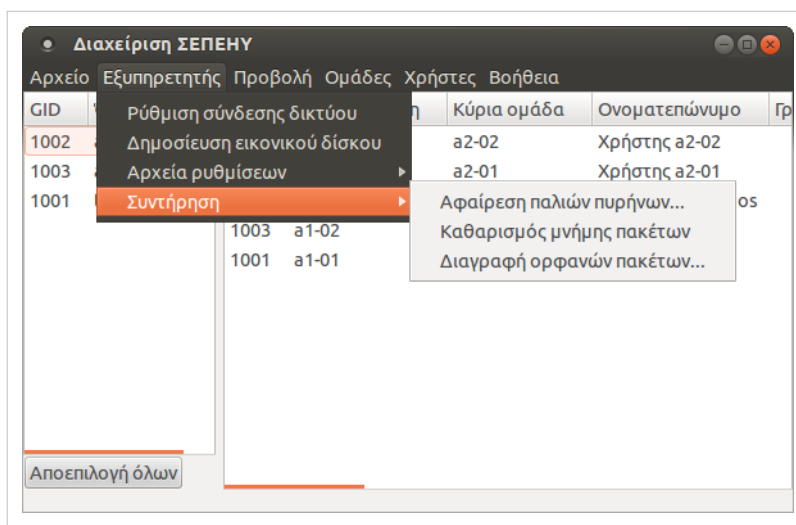 Διαχείριση ΣΕΠΕΗΥ
Αρχείο Εξυπηρετητής Προβολή Ομάδες Χρήστες Βοήθεια
GID Κύρια ομάδα Ονοματεπώνυμο
Ρύθμιση σύνδεσης δικτύου
1002 a2-02 Χρήστης a2-02
Δημοσίευση εικονικού δίσκου
1003 a2-01 Χρήστης a2-01
Αρχεία ρυθμίσεων
1001
Συντήρηση
Αφαίρεση παλιών πυρήνων...
1003 a1-02
Καθαρισμός μνήμης πακέτων
1001 a1-01
Διαγραφή ορφανών πακέτων...
Αποεπιλογή όλων